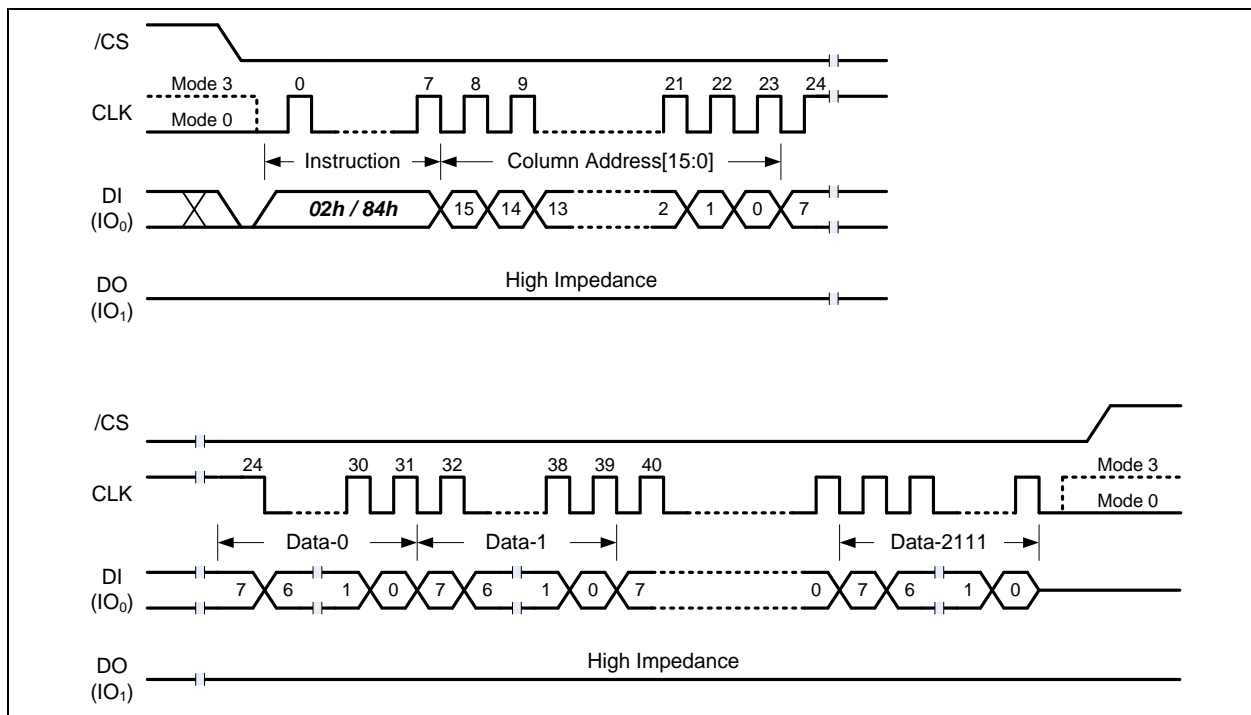 /CS
Mode 3 0 7 8 9 21 22 23 24
CLK
Mode 0
Instruction Column Address[15:0]
DI
(IO0)
02h / 84h 15 14 13 2 1 0 7
High Impedance
DO
(IO1)
/CS
24 30 31 32 38 39 40 Mode 3
CLK
Mode 0
Data-0 Data-1 Data-2111
DI
(IO0)
7 6 1 0 7 6 1 0 7 0 7 6 1 0
High Impedance
DO
(IO1)